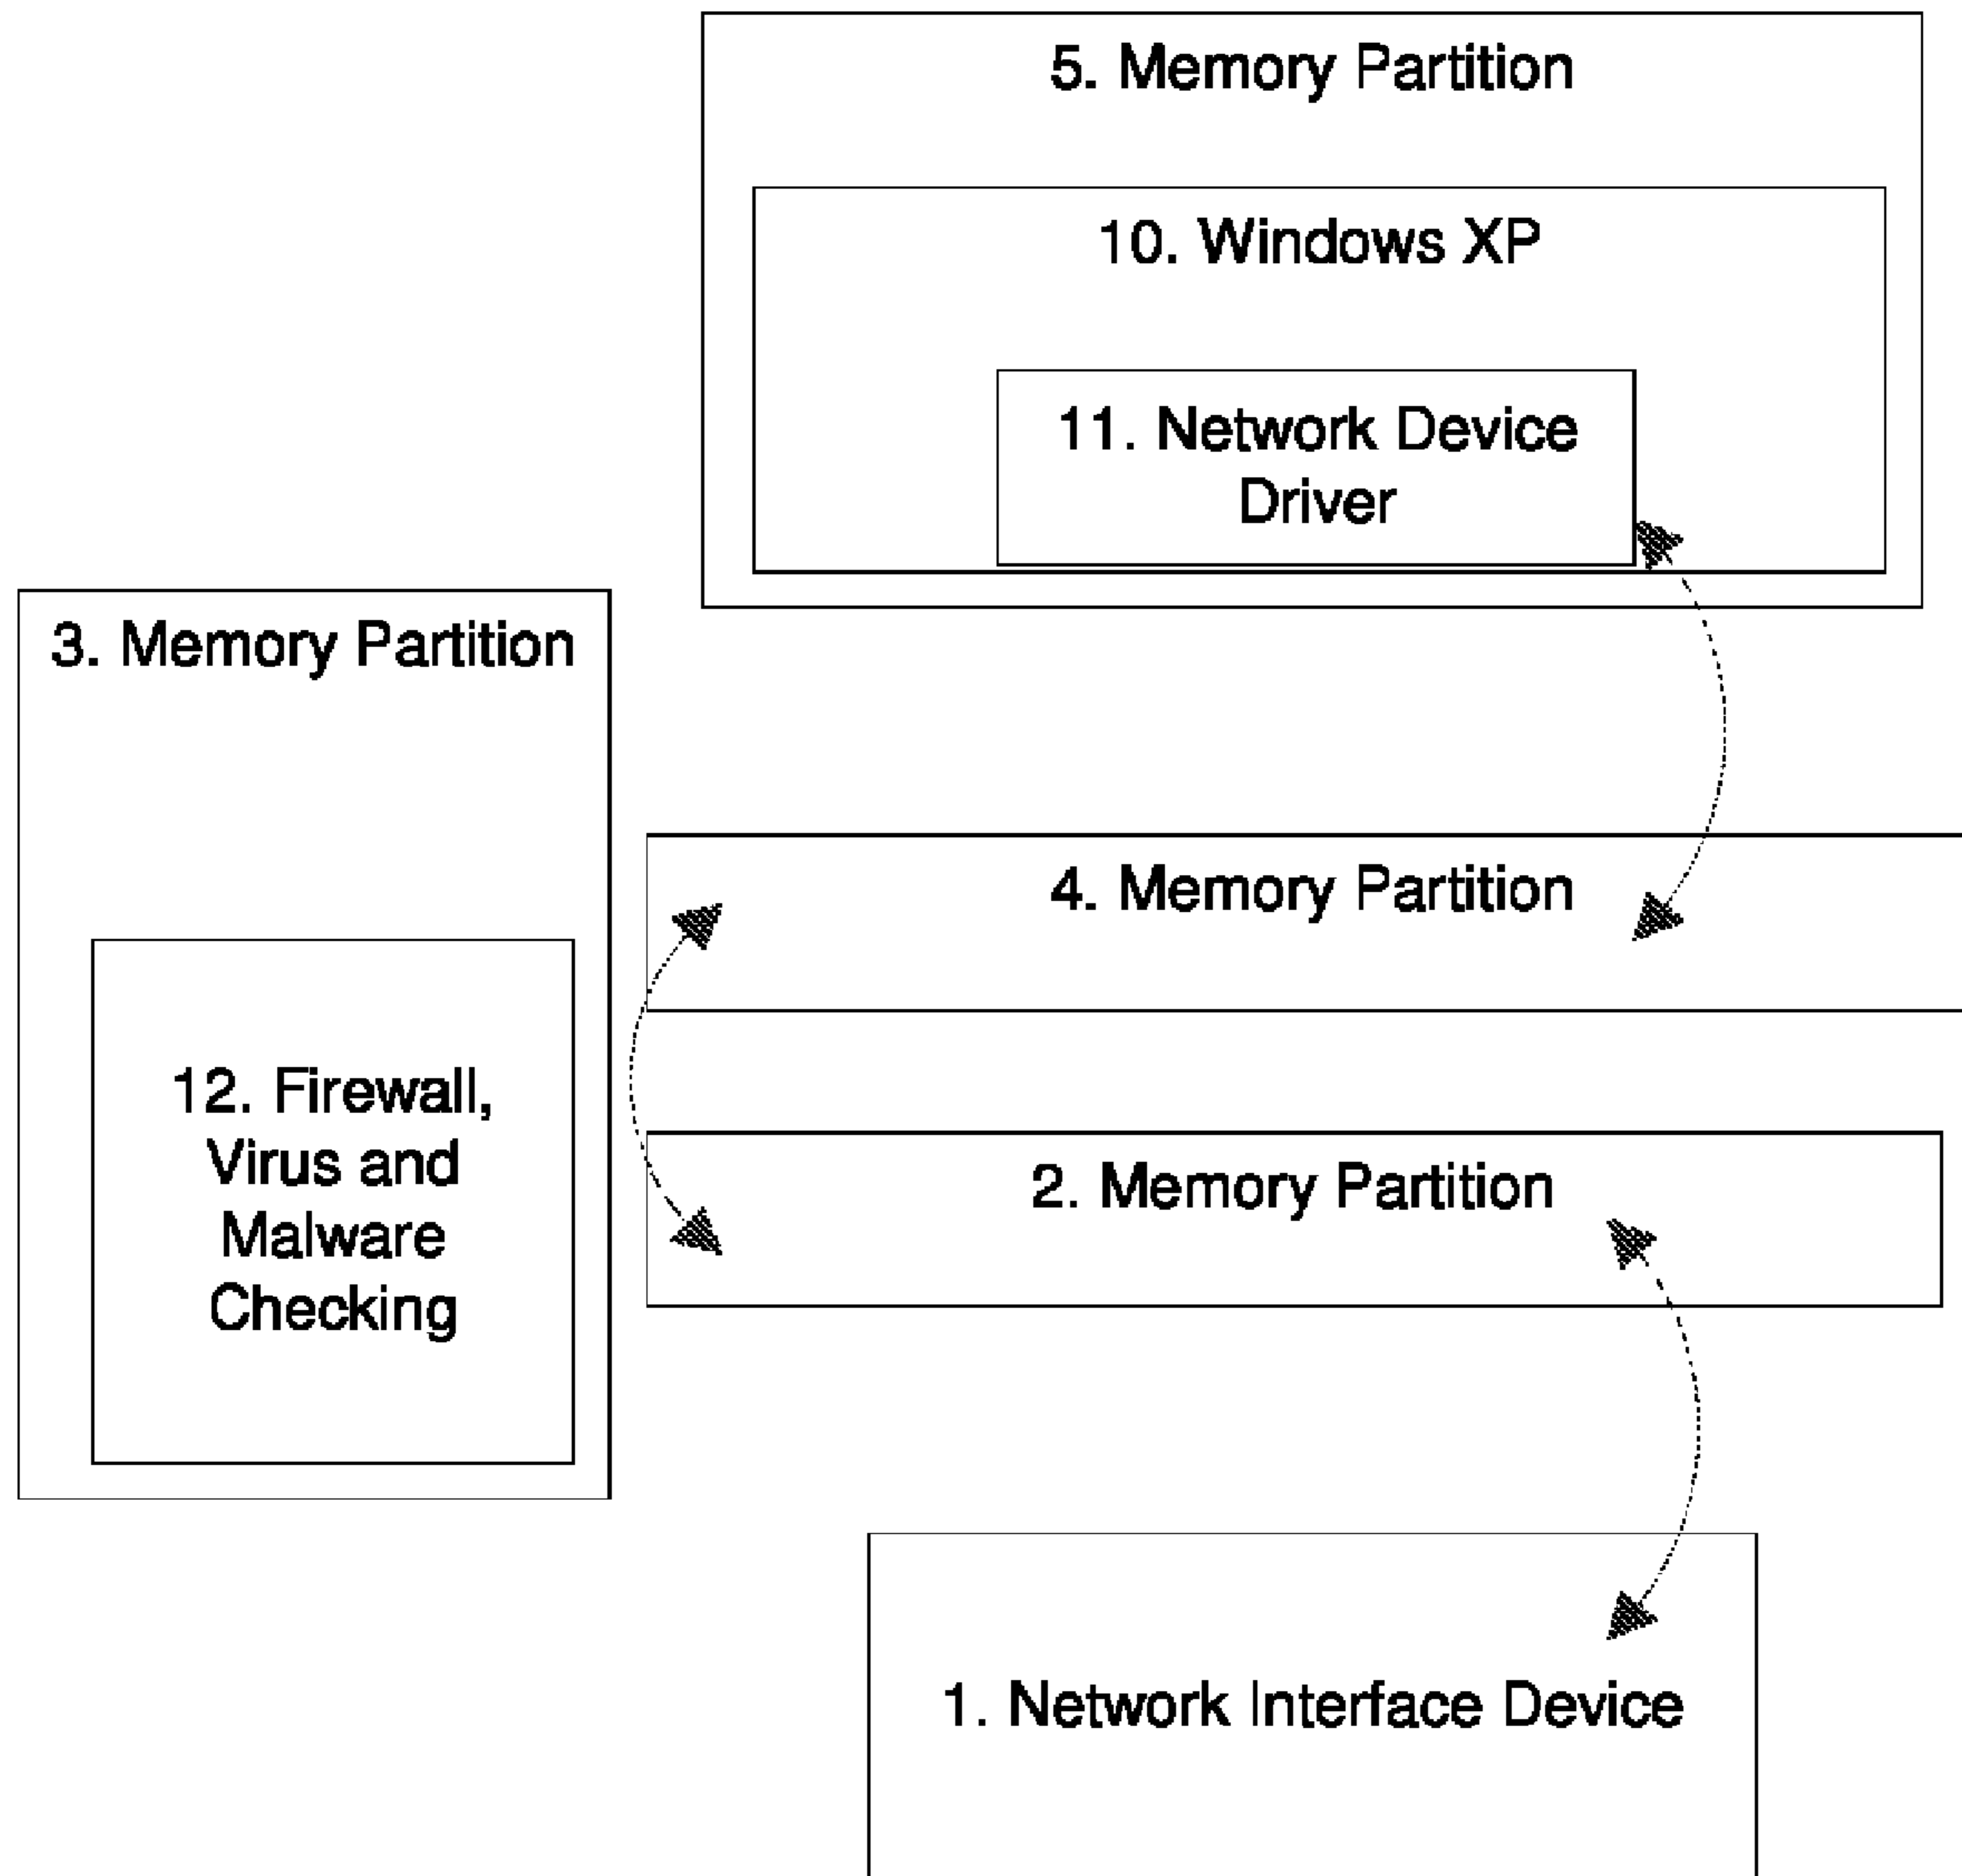 5. Memory Partition
10. Windows XP
11. Network Device
Driver
3. Memory Partition
4. Memory Partition
12. Firewall,
Virus and
Malware
Checking
2. Memory Partition
1. Network Interface Device